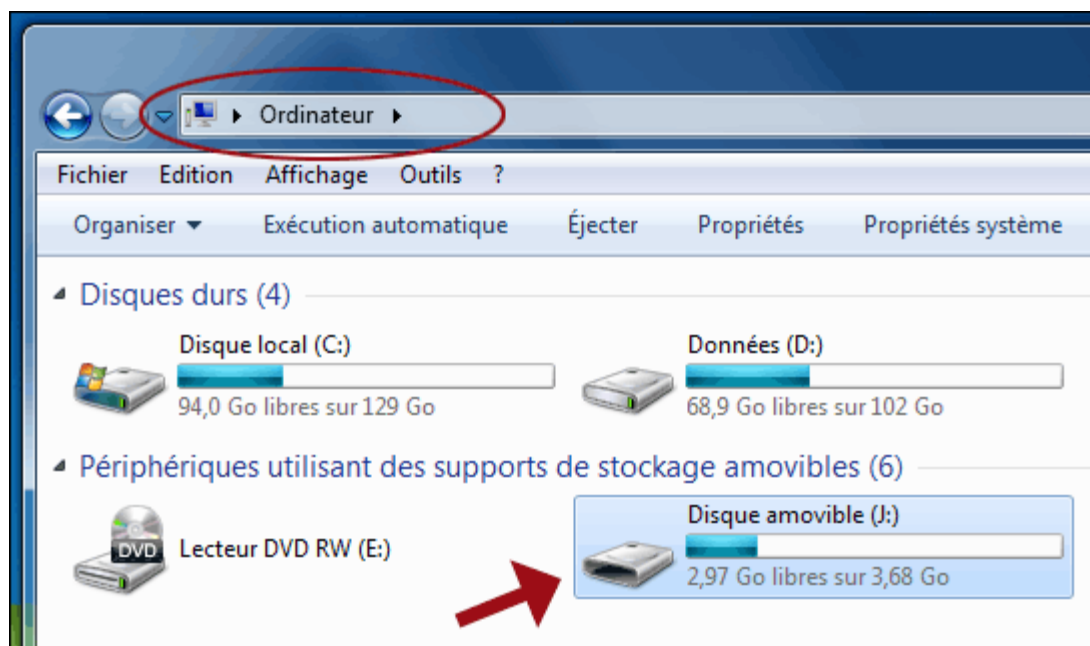 Ordinateur
Fichier Edition Affichage Outils ?
Organiser Exécution automatique Éjecter Propriétés Propriétés système
Disques durs (4)
Disque local (C:)
94,0 Go libres sur 129 Go
Données (D:)
68,9 Go libres sur 102 Go
Périphériques utilisant des supports de stockage amovibles (6)
DVD
Lecteur DVD RW (E:)
Disque amovible (J:)
2,97 Go libres sur 3,68 Go